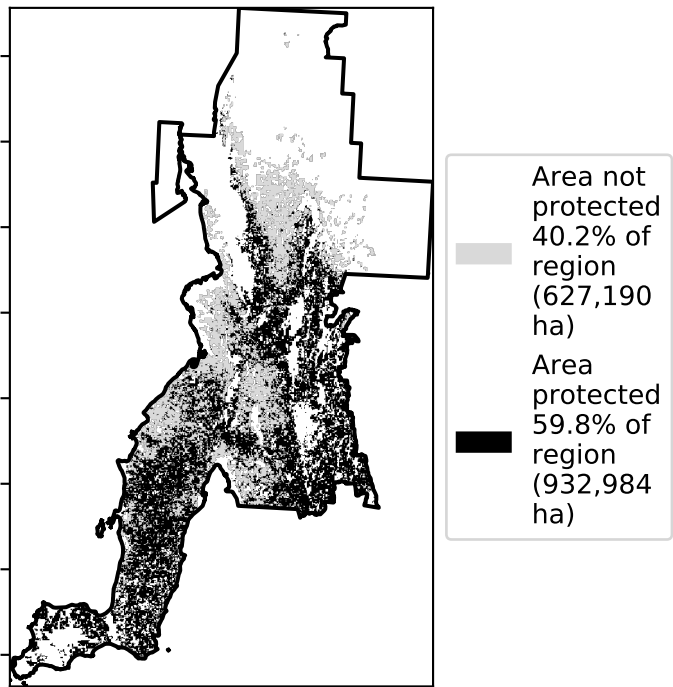 Area not
protected
40.2% of
region
(627,190
ha)
Area
protected
59.8% of
region
(932,984
ha)